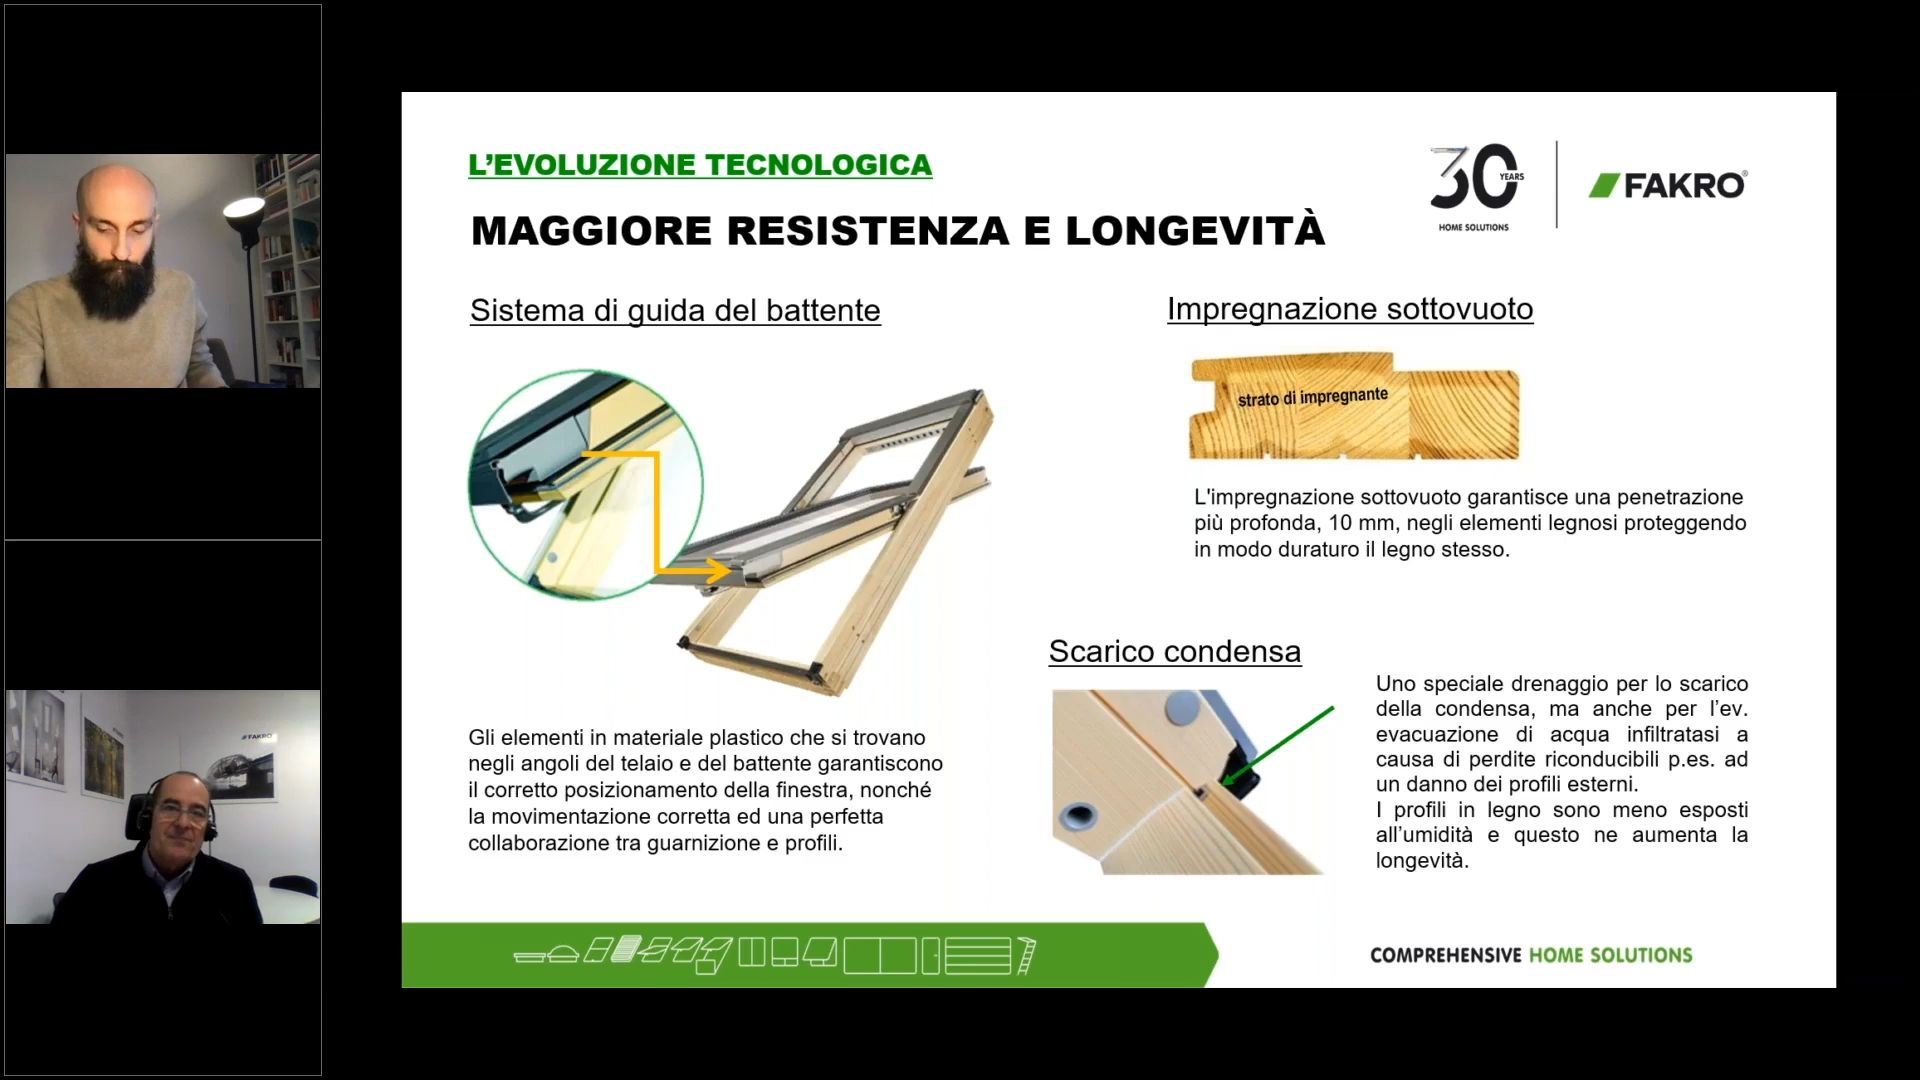 L’EVOLUZIONE TECNOLOGICA
MAGGIORE RESISTENZA E LONGEVITÀ
30 YEARS
HOME SOLUTIONS
FAKRO®
Sistema di guida del battente
Gli elementi in materiale plastico che si trovano
negli angoli del telaio e del battente garantiscono
il corretto posizionamento della finestra, nonché
la movimentazione corretta ed una perfetta
collaborazione tra guarnizione e profili.
Impregnazione sottovuoto
strato di impregnante
L'impregnazione sottovuoto garantisce una penetrazione
più profonda, 10 mm, negli elementi legnosi proteggendo
in modo duraturo il legno stesso.
Scarico condensa
Uno speciale drenaggio per lo scarico
della condensa, ma anche per l’ev.
evacuazione di acqua infiltratasi a
causa di perdite riconducibili p.es. ad
un danno dei profili esterni.
I profili in legno sono meno esposti
all’umidità e questo ne aumenta la
longevità.
COMPREHENSIVE HOME SOLUTIONS
FAKRO